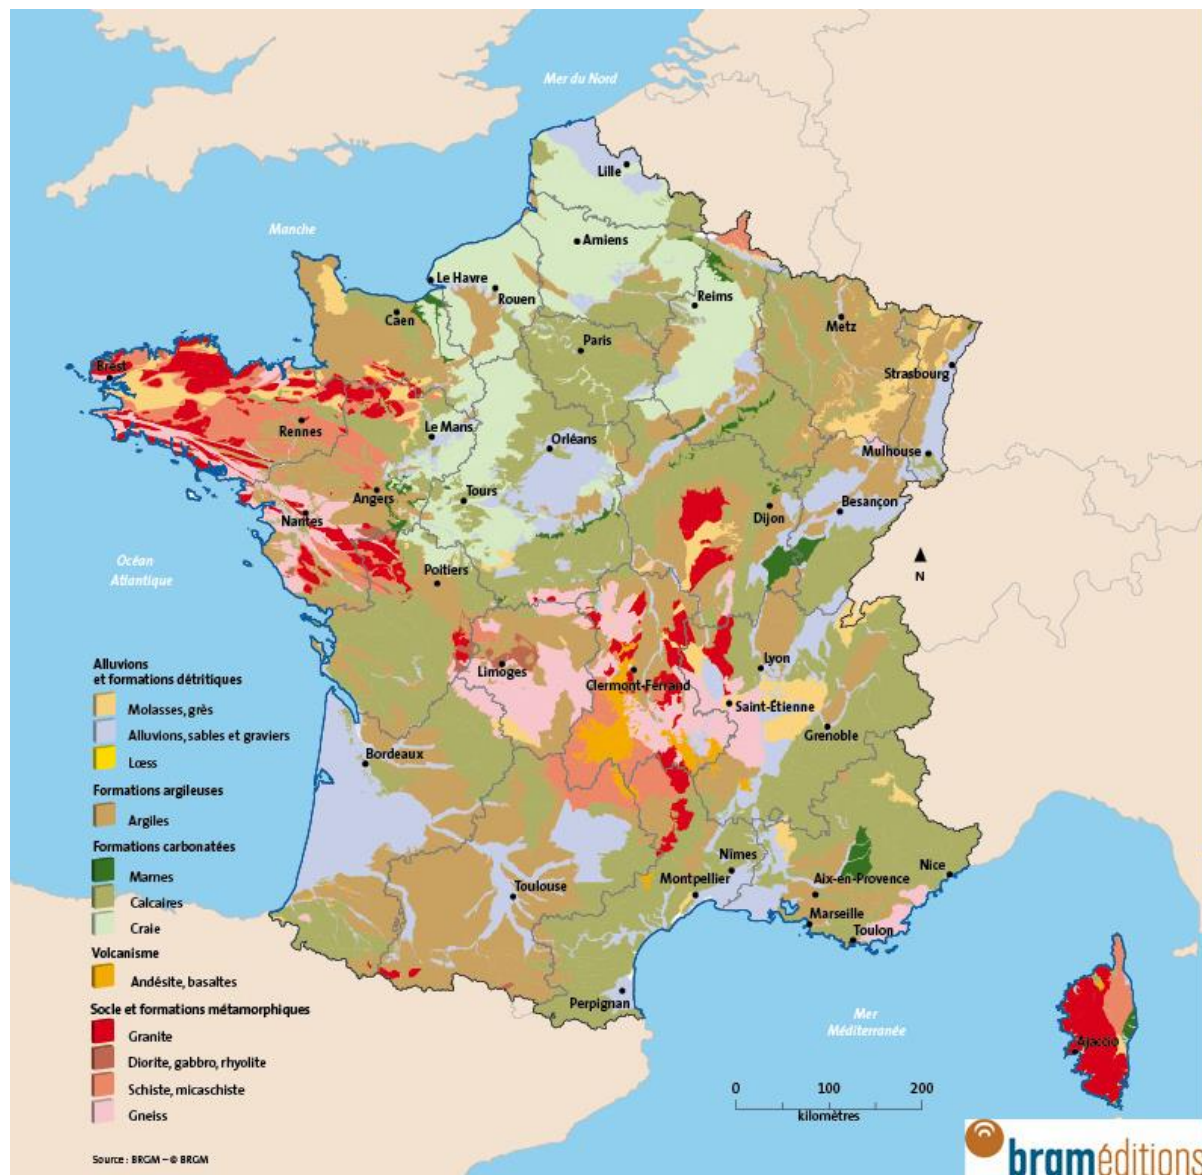 Mer du Nord
Lille
Manche
Amiens
Le Havre
Rouen
Reims
Caen
Metz
Paris
Strasbourg
Brest
Rennes
Le Mans
Orléans
Mulhouse
Angers
Tours
Besançon
Dijon
Nantes
Océan
Atlantique
N
Poitiers
Alluvions
et formations détritiques
Molasses, grès
Alluvions, sables et graviers
Lœss
Formations argileuses
Argiles
Formations carbonatées
Marnes
Calcaires
Craie
Volcanisme
Andésite, basaltes
Socle et formations métamorphiques
Granite
Diorite, gabbro, rhyolite
Schiste, micaschiste
Gneiss
Limoges
Lyon
Clermont-Ferrand
Saint-Étienne
Grenoble
Bordeaux
Nîmes
Nice
Toulouse
Montpellier
Aix-en-Provence
Marseille
Toulon
Perpignan
Mer
Méditerranée
Ajaccio
0 100 200
kilomètres
Source : BRGM – © BRGM
brgméditions